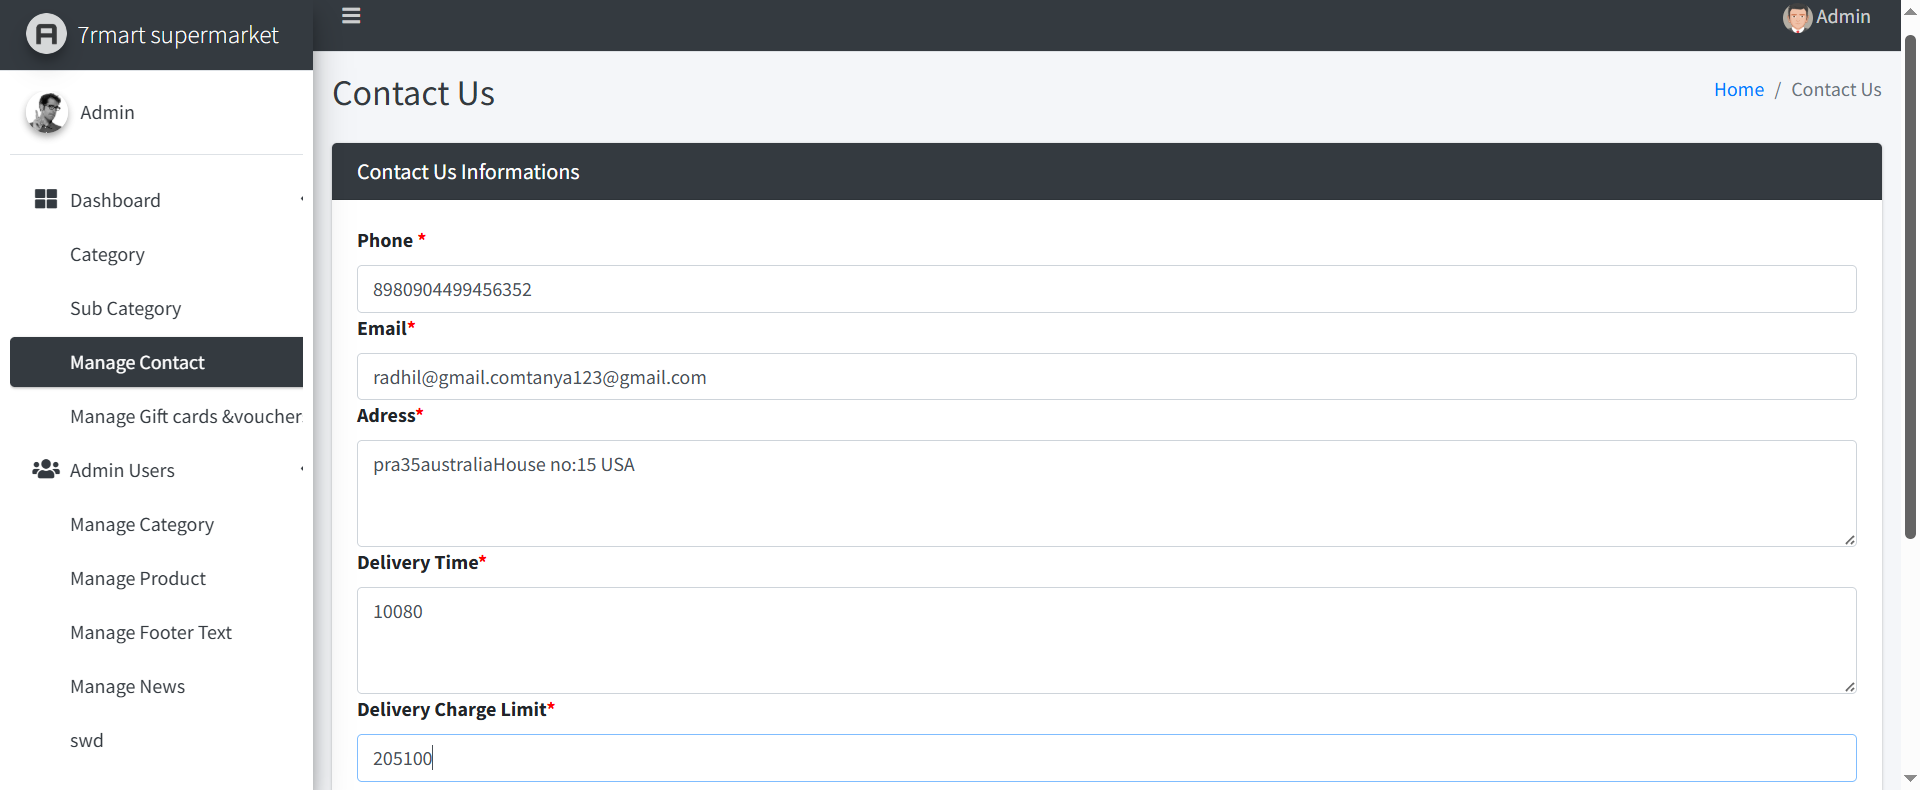 7rmart supermarket
Admin
Admin
Dashboard
Category
Sub Category
Manage Contact
Manage Gift cards &voucher
Admin Users
Manage Category
Manage Product
Manage Footer Text
Manage News
swd
Contact Us
Home / Contact Us
Contact Us Informations
Phone *
8980904499456352
Email*
radhil@gmail.comtanya123@gmail.com
Adress*
pra35australiaHouse no:15 USA
Delivery Time*
10080
Delivery Charge Limit*
205100